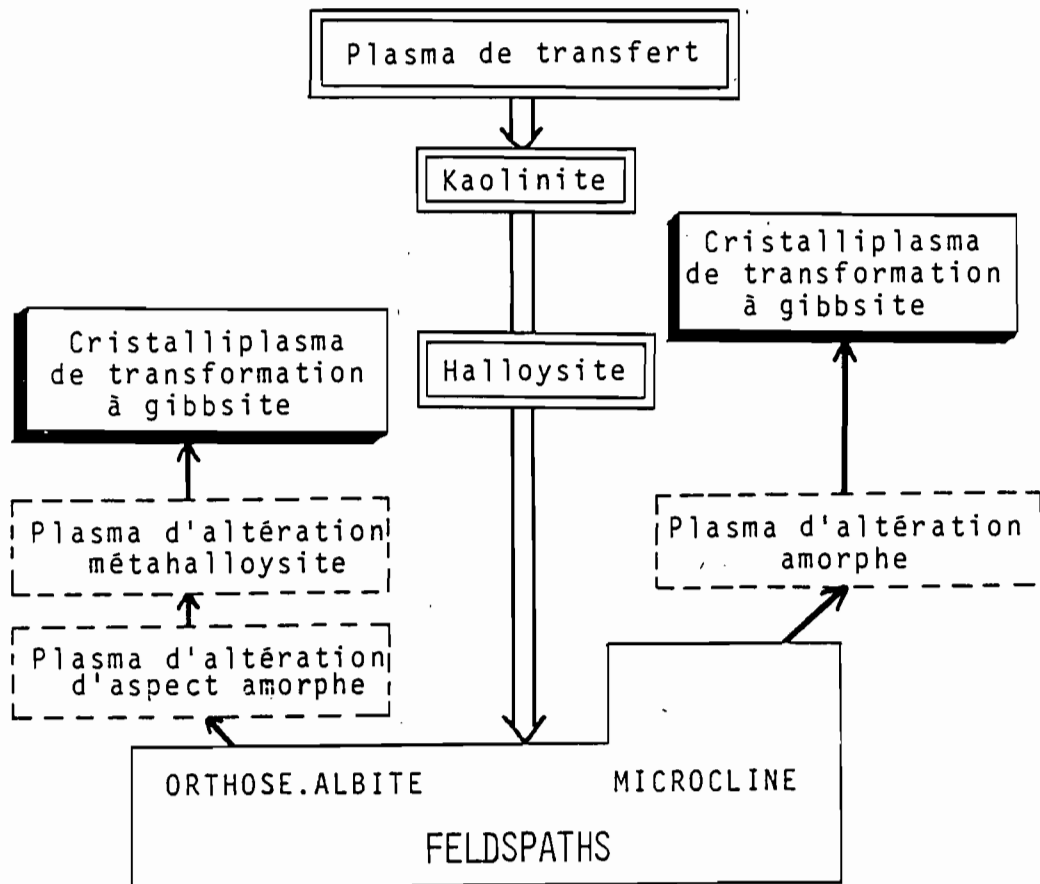 Plasma de transfert
Kaolinite
Cristalliplasma
de transformation
à gibbsite
Cristalliplasma
de transformation
à gibbsite
Halloysite
Plasma d'altération
métahalloysite
Plasma d'altération
amorphe
Plasma d'altération
d'aspect amorphe
ORTHOSE.ALBITE
MICROCLINE
FELDSPATHS